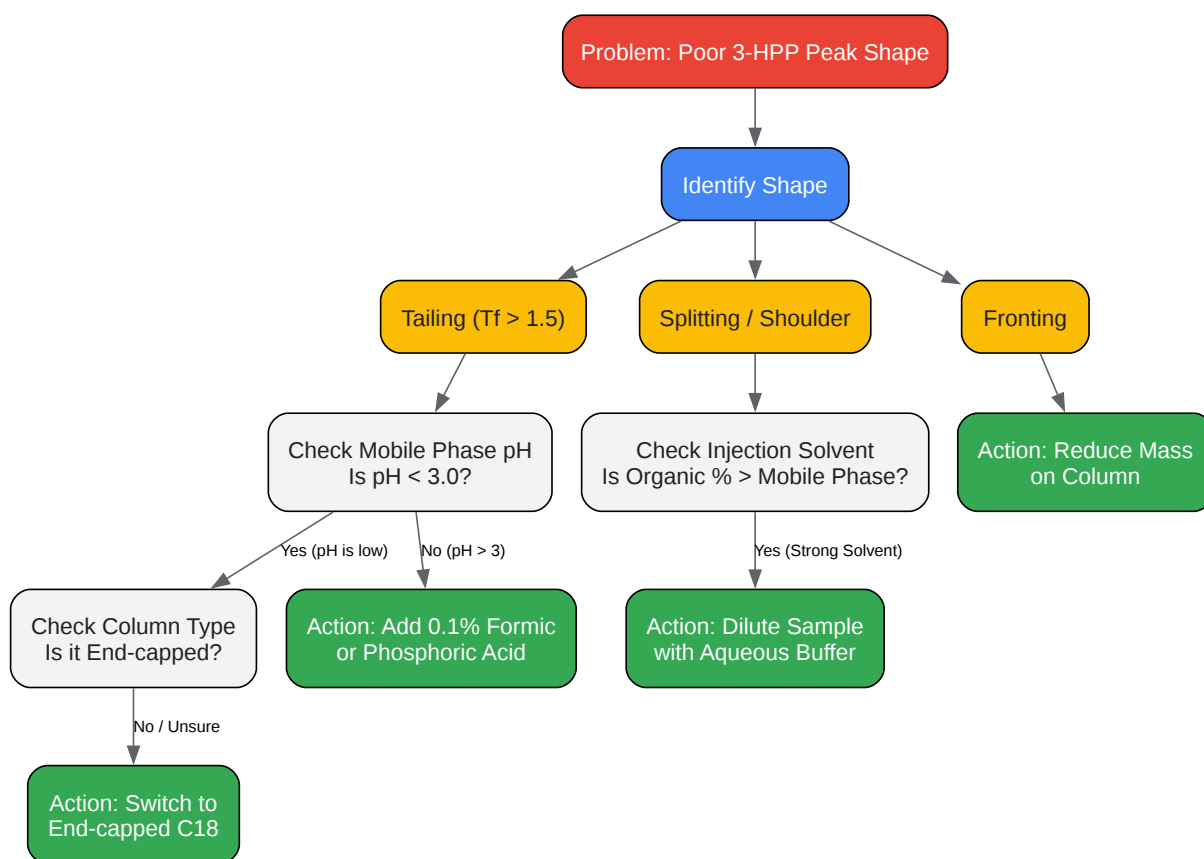 Problem: Poor 3-HPP Peak Shape
Identify Shape
Tailing (Tf > 1.5)
Splitting / Shoulder
Fronting
Check Mobile Phase pH
Is pH < 3.0?
Check Injection Solvent
Is Organic % > Mobile Phase?
Action: Reduce Mass
on Column
Yes (pH is low)
No (pH > 3)
Yes (Strong Solvent)
Check Column Type
Is it End-capped?
Action: Add 0.1% Formic
or Phosphoric Acid
Action: Dilute Sample
with Aqueous Buffer
No / Unsure
Action: Switch to
End-capped C18